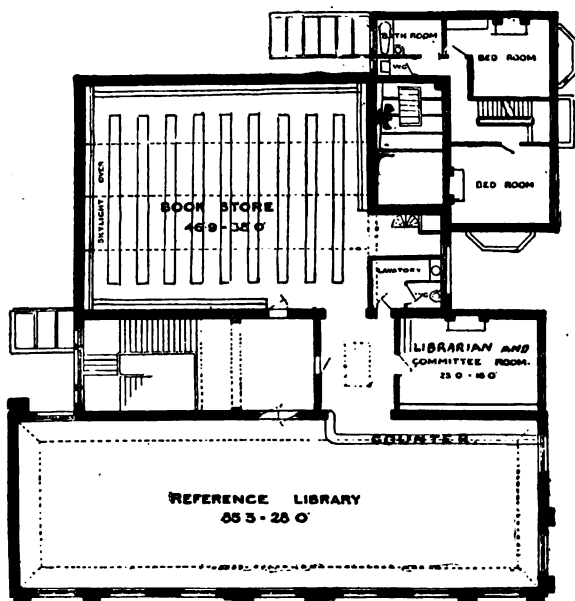 BATH ROOM
WC
BED ROOM
BED ROOM
SKYLIGHT OVER
BOOK STORE
46 9 - 38 0
LAVATORY
WC
LIBRARIAN AND
COMMITTEE ROOM.
25 0 - 16 0
COUNTER
REFERENCE LIBRARY
85 3 - 28 0